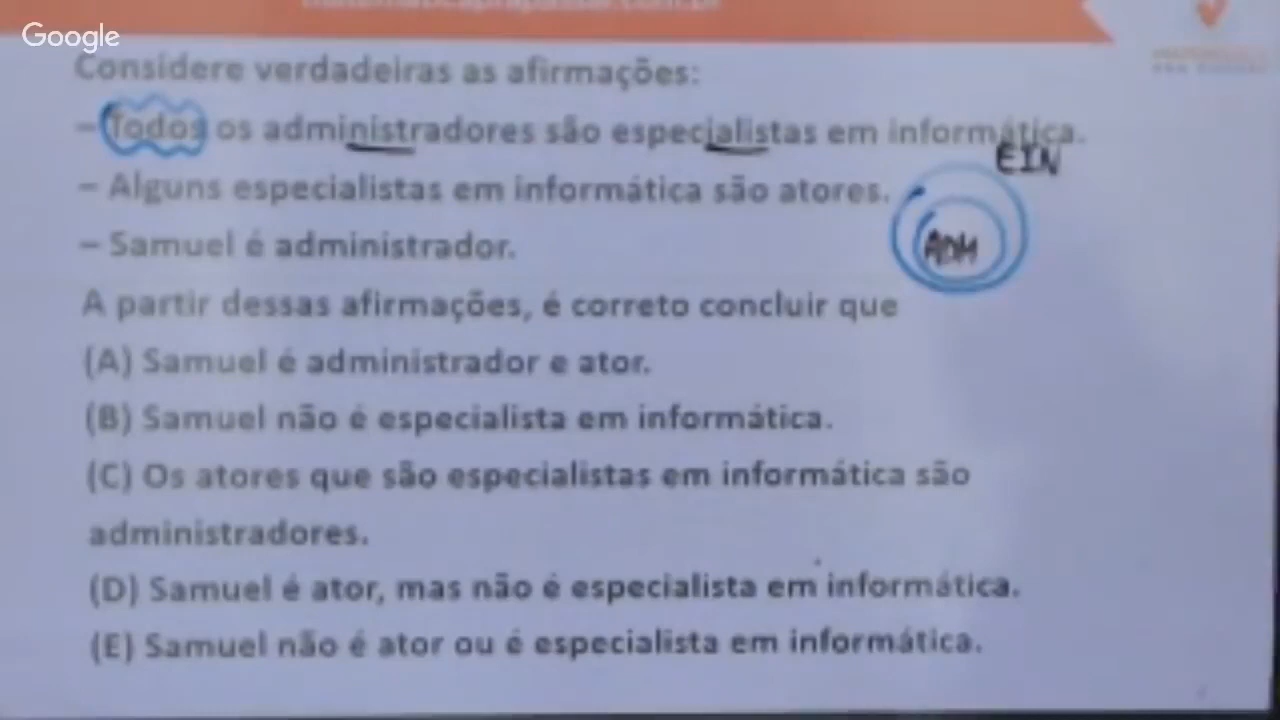 Google
Considere verdadeiras as afirmações:
– Todos os administradores são especialistas em informática.
EIN
– Alguns especialistas em informática são atores.
– Samuel é administrador.
ADM
A partir dessas afirmações, é correto concluir que
(A) Samuel é administrador e ator.
(B) Samuel não é especialista em informática.
(C) Os atores que são especialistas em informática são
administradores.
(D) Samuel é ator, mas não é especialista em informática.
(E) Samuel não é ator ou é especialista em informática.